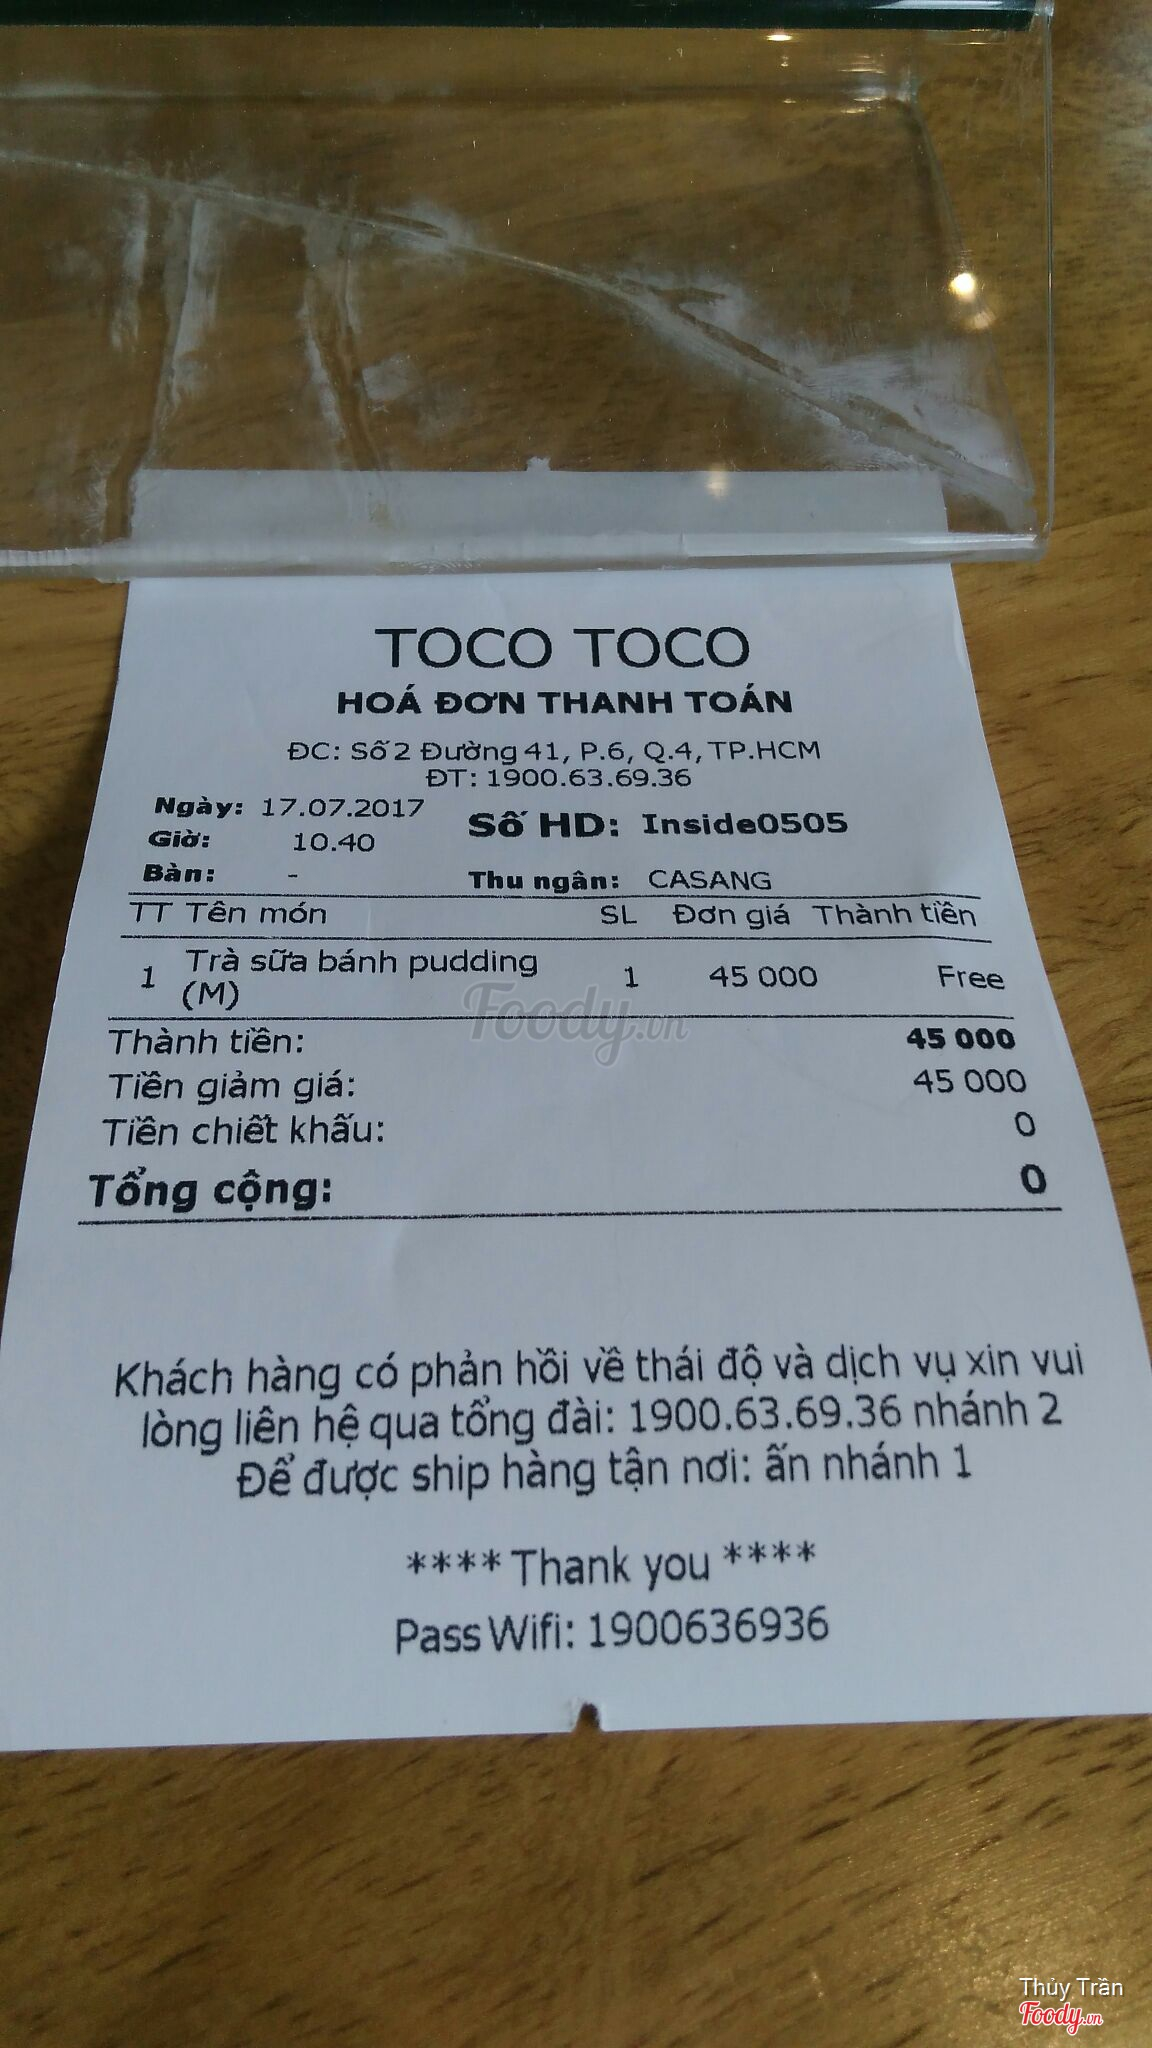 TOCO TOCO
HOÁ ĐƠN THANH TOÁN
ĐC: Số 2 Đường 41, P.6, Q.4, TP.HCM
ĐT: 1900.63.69.36
Ngày: 17.07.2017
Số HD: Inside0505
Giờ: 10.40
Bàn: -
Thu ngân: CASANG
TT Tên món SL Đơn giá Thành tiền
1 Trà sữa bánh pudding (M) 1 45 000 Free
Thành tiền: 45 000
Tiền giảm giá: 45 000
Tiền chiết khấu: 0
Tổng cộng: 0
Khách hàng có phản hồi về thái độ và dịch vụ xin vui
lòng liên hệ qua tổng đài: 1900.63.69.36 nhánh 2
Để được ship hàng tận nơi: ấn nhánh 1
**** Thank you ****
Pass Wifi: 1900636936
Foody.vn
Thủy Trần
Foody.vn